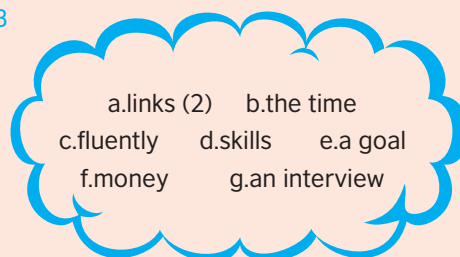 3
a.links (2) b.the time
c.fluently d.skills e.a goal
f.money g.an interview